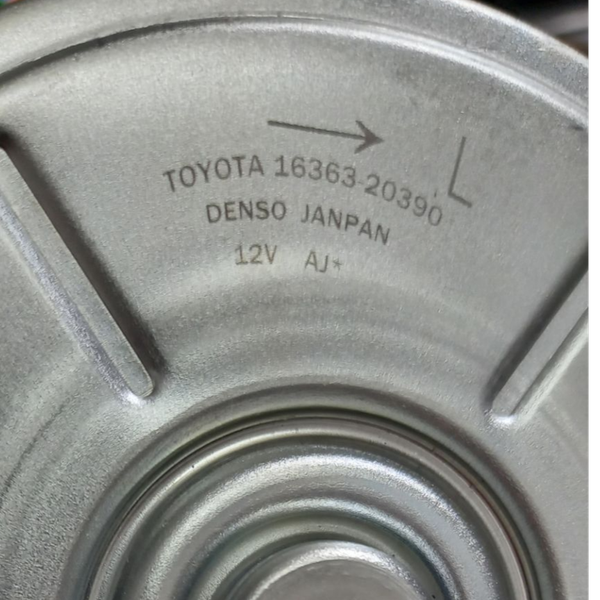 L
TOYOTA 16363-20390
DENSO JANPAN
12V AJ*